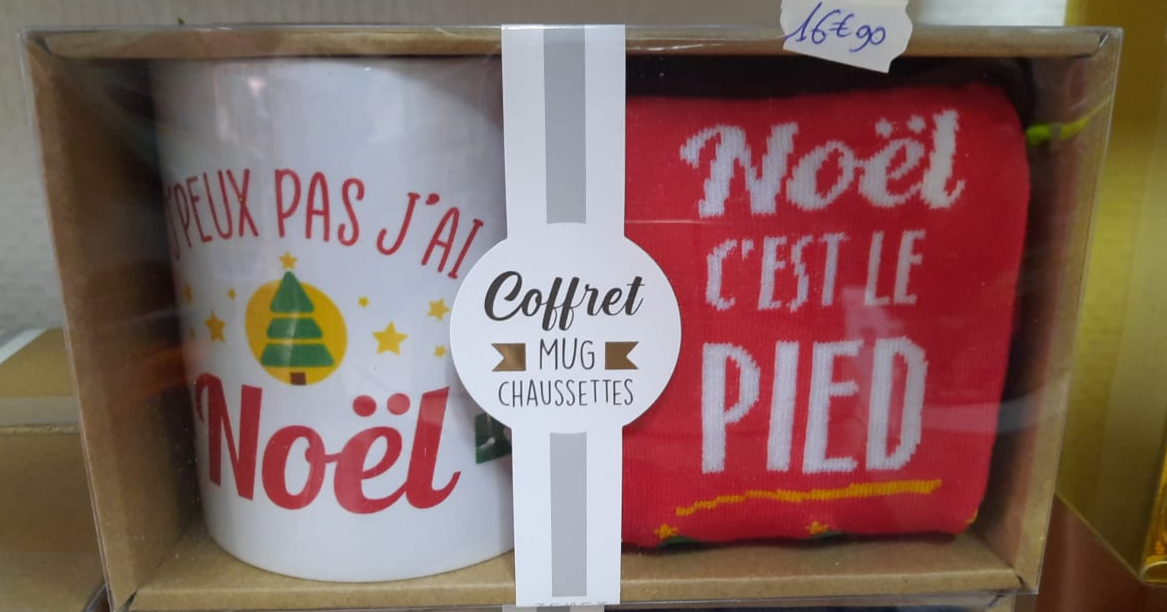 16€90
J'PEUX PAS J'AI
Noël
Coffret
MUG
CHAUSSETTES
Noël
C'EST LE
PIED